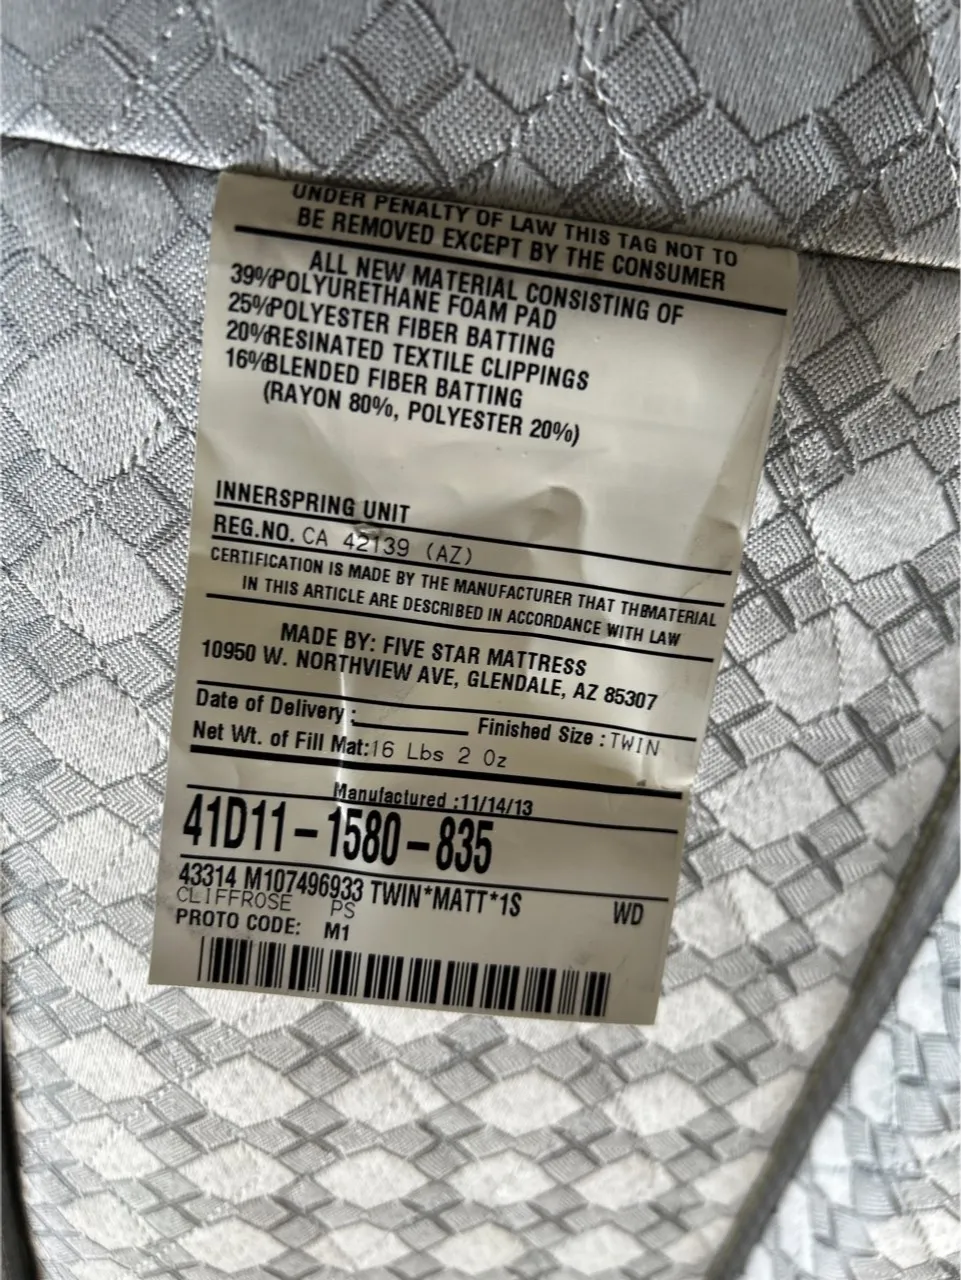 UNDER PENALTY OF LAW THIS TAG NOT TO
BE REMOVED EXCEPT BY THE CONSUMER
ALL NEW MATERIAL CONSISTING OF
39%POLYURETHANE FOAM PAD
25%POLYESTER FIBER BATTING
20%RESINATED TEXTILE CLIPPINGS
16%BLENDED FIBER BATTING
(RAYON 80%, POLYESTER 20%)
INNERSPRING UNIT
REG.NO. CA 42139 (AZ)
CERTIFICATION IS MADE BY THE MANUFACTURER THAT THE MATERIAL
IN THIS ARTICLE ARE DESCRIBED IN ACCORDANCE WITH LAW
MADE BY: FIVE STAR MATTRESS
10950 W. NORTHVIEW AVE, GLENDALE, AZ 85307
Date of Delivery : Finished Size : TWIN
Net Wt. of Fill Mat:16 Lbs 2 Oz
Manufactured :11/14/13
41D11-1580-835
43314 M107496933 TWIN*MATT*1S WD
CLIFFROSE PS
PROTO CODE: M1